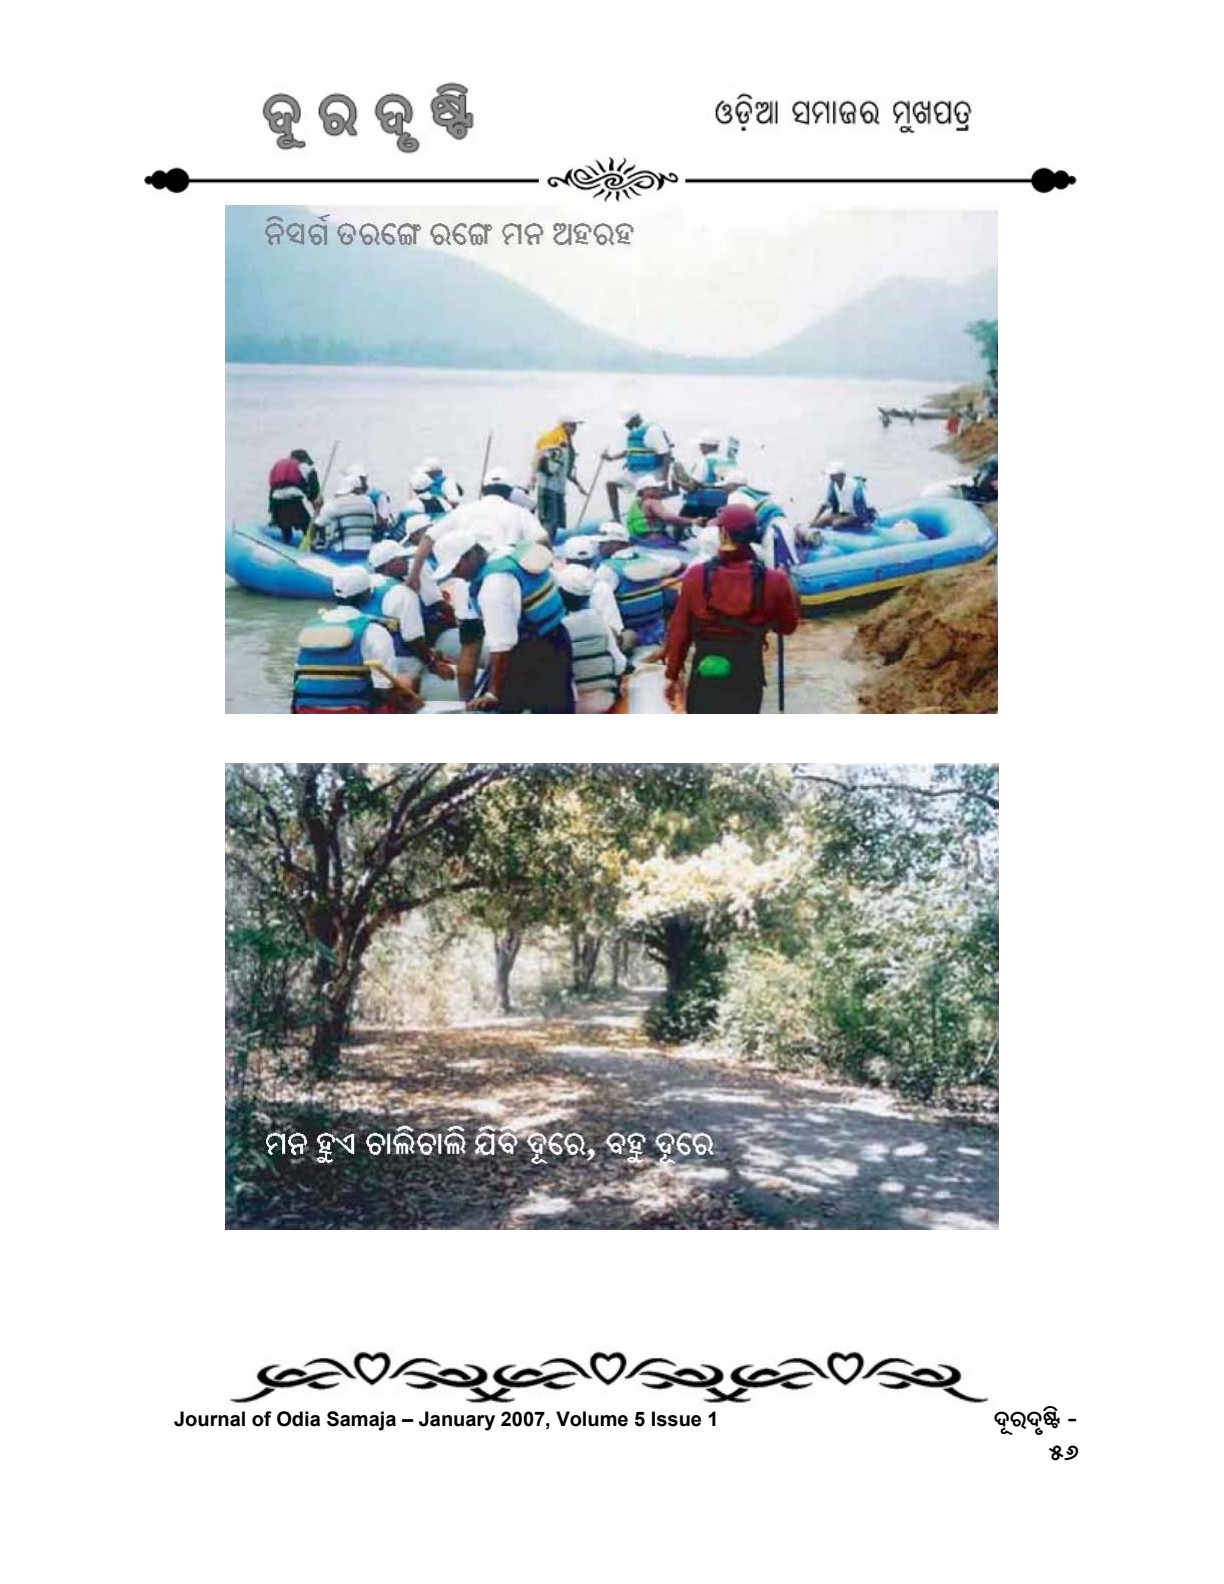 ଦୂରଦୃଷ୍ଟି ଓଡ଼ିଆ ସମାଜର ମୁଖପତ୍ର
ନିସର୍ଗ ତରଙ୍ଗେ ରଙ୍ଗେ ମନ ଅହରହ
ମନ ହୁଏ ଚାଲିଚାଲି ଯିବି ଦୂରେ, ବହୁ ଦୂରେ
Journal of Odia Samaja – January 2007, Volume 5 Issue 1 ଦୂରଦୃଷ୍ଟି -
୫୬